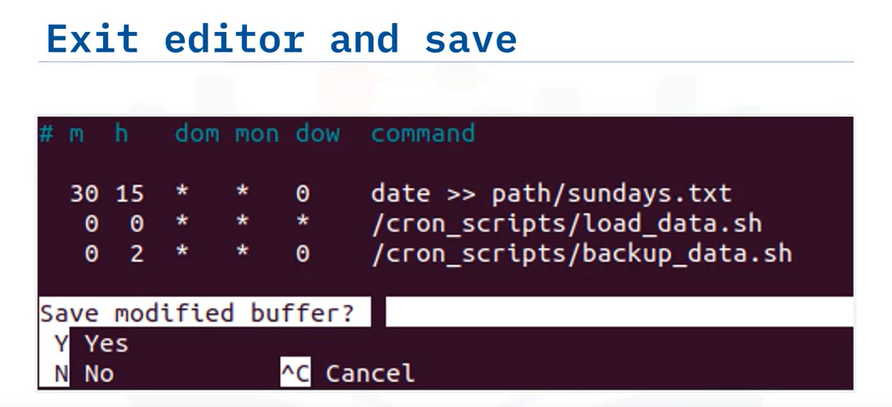 Exit editor and save
# m h dom mon dow command
30 15 * * 0 date >> path/sundays.txt
0 0 * * * /cron_scripts/load_data.sh
0 2 * * 0 /cron_scripts/backup_data.sh
Save modified buffer?
Y Yes
N No ^C Cancel